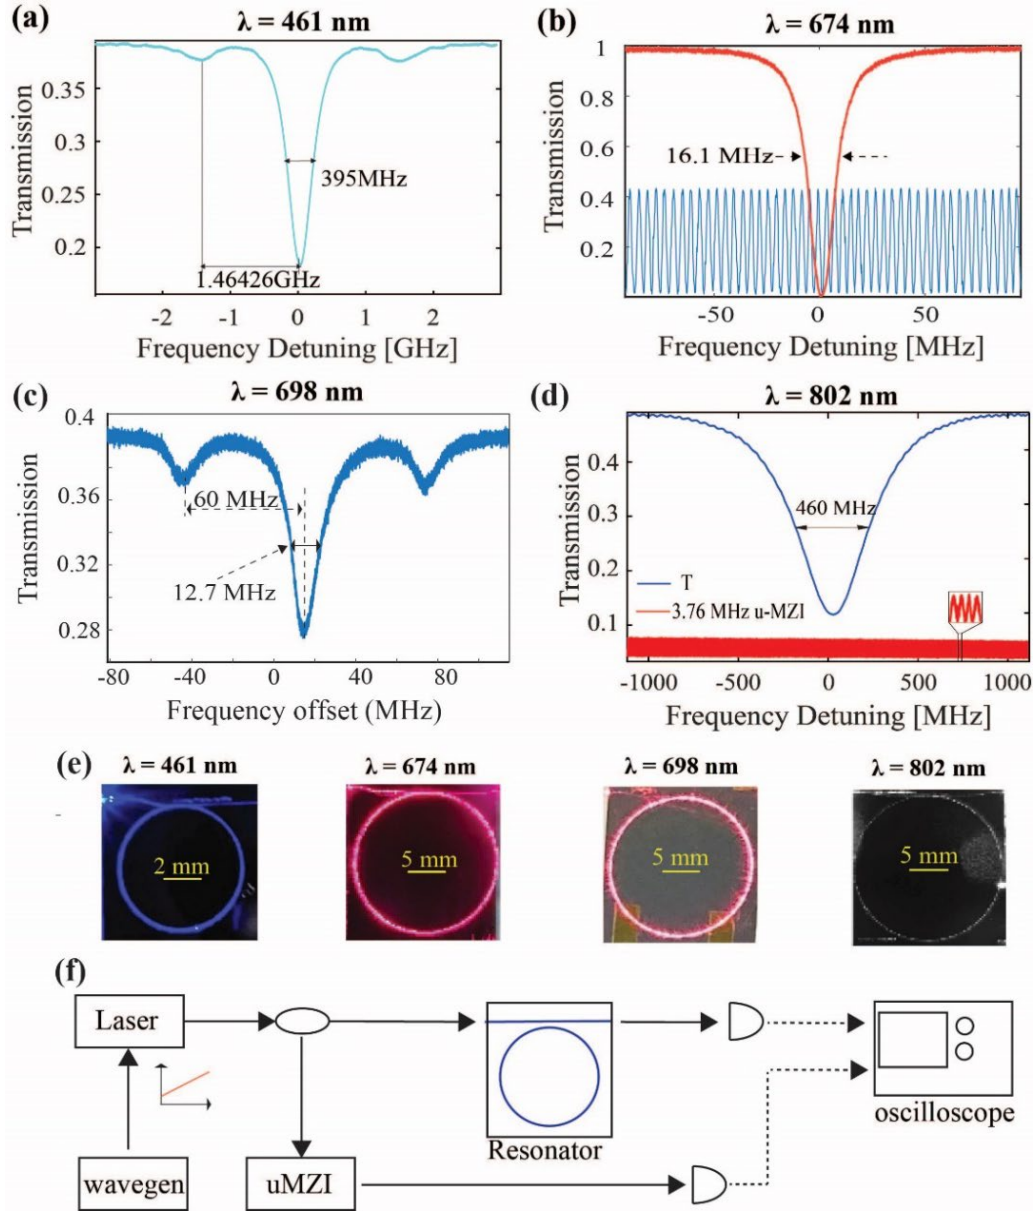 (a)
λ = 461 nm
Transmission
0.35
0.3
0.25
0.2
395MHz
1.46426GHz
-2
-1
0
1
2
Frequency Detuning [GHz]
(b)
λ = 674 nm
Transmission
1
0.8
0.6
0.4
0.2
16.1 MHz
-50
0
50
Frequency Detuning [MHz]
(c)
λ = 698 nm
Transmission
0.4
0.36
0.32
0.28
60 MHz
12.7 MHz
-80
-40
0
40
80
Frequency offset (MHz)
(d)
λ = 802 nm
Transmission
0.4
0.3
0.2
0.1
460 MHz
T
3.76 MHz u-MZI
-1000
-500
0
500
1000
Frequency Detuning [MHz]
(e)
λ = 461 nm
λ = 674 nm
λ = 698 nm
λ = 802 nm
2 mm
5 mm
5 mm
5 mm
(f)
Laser
wavegen
uMZI
Resonator
oscilloscope